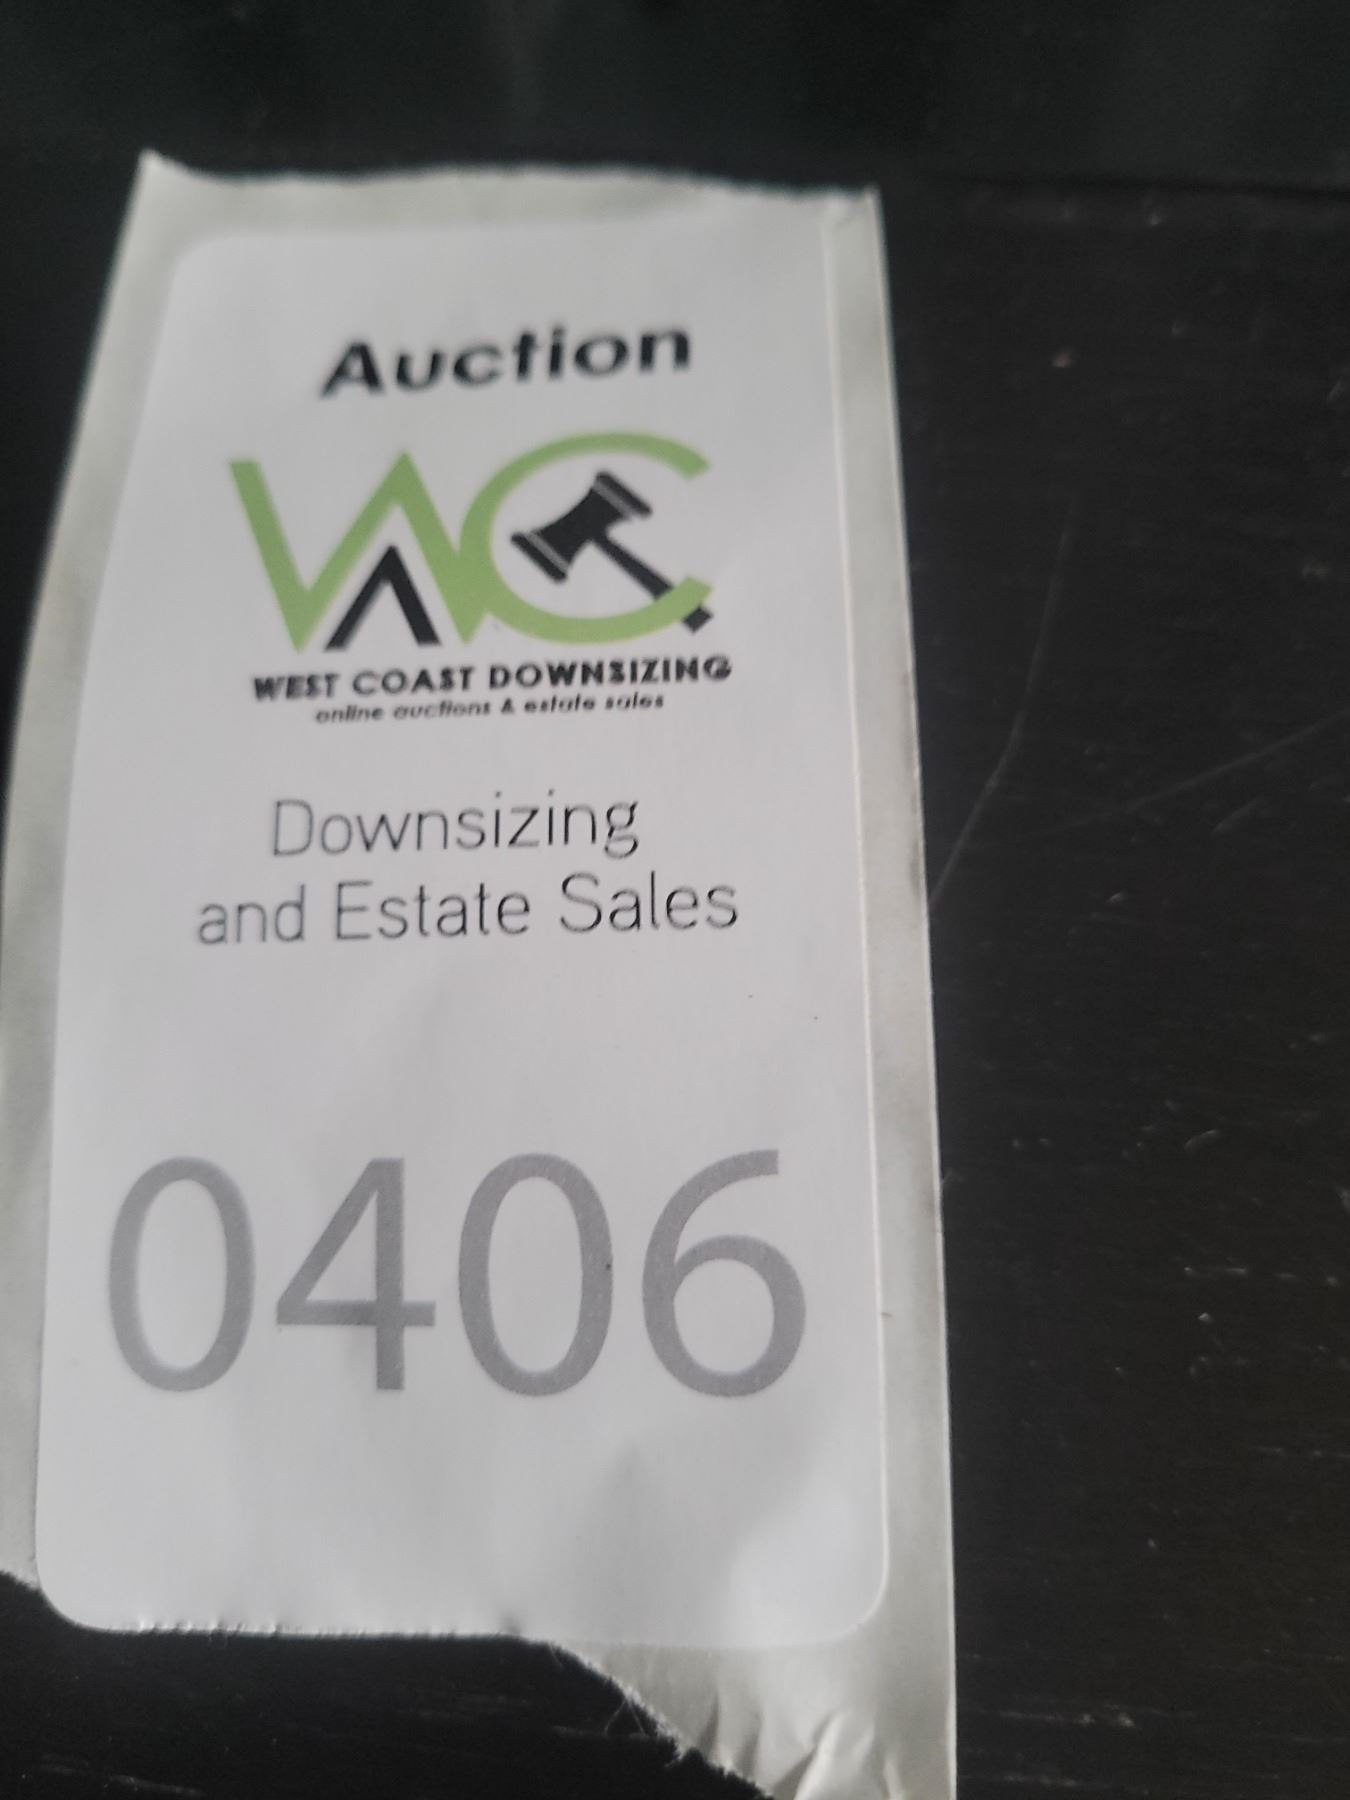 Auction
WC
WEST COAST DOWNSIZING
online auctions & estate sales
Downsizing
and Estate Sales
0406